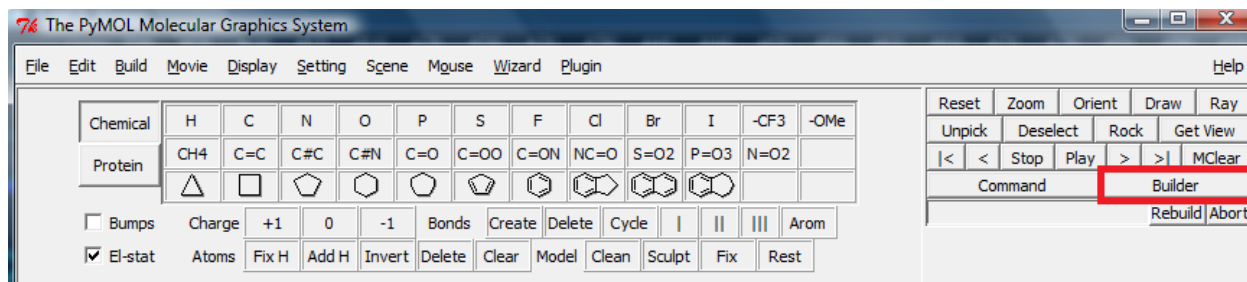 The PyMOL Molecular Graphics System
File Edit Build Movie Display Setting Scene Mouse Wizard Plugin Help
Chemical H C N O P S F Cl Br I -CF3 -OMe
Protein CH4 C=C C#C C#N C=O C=OO C=ON NC=O S=O2 P=O3 N=O2
Bumps Charge +1 0 -1 Bonds Create Delete Cycle | || ||| Arom
El-stat Atoms Fix H Add H Invert Delete Clear Model Clean Sculpt Fix Rest
Reset Zoom Orient Draw Ray
Unpick Deselect Rock Get View
|< < Stop Play > >| MClear
Command Builder
Rebuild Abort